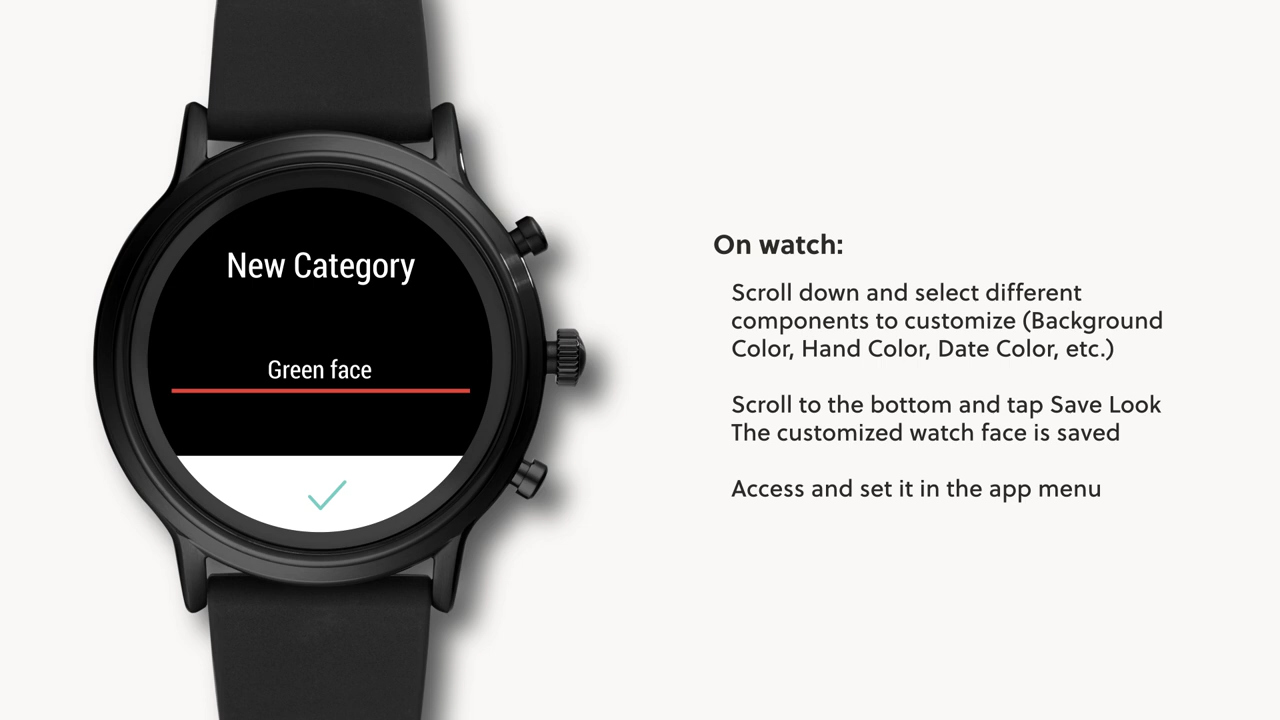 New Category
Green face
On watch:
Scroll down and select different
components to customize (Background
Color, Hand Color, Date Color, etc.)
Scroll to the bottom and tap Save Look
The customized watch face is saved
Access and set it in the app menu